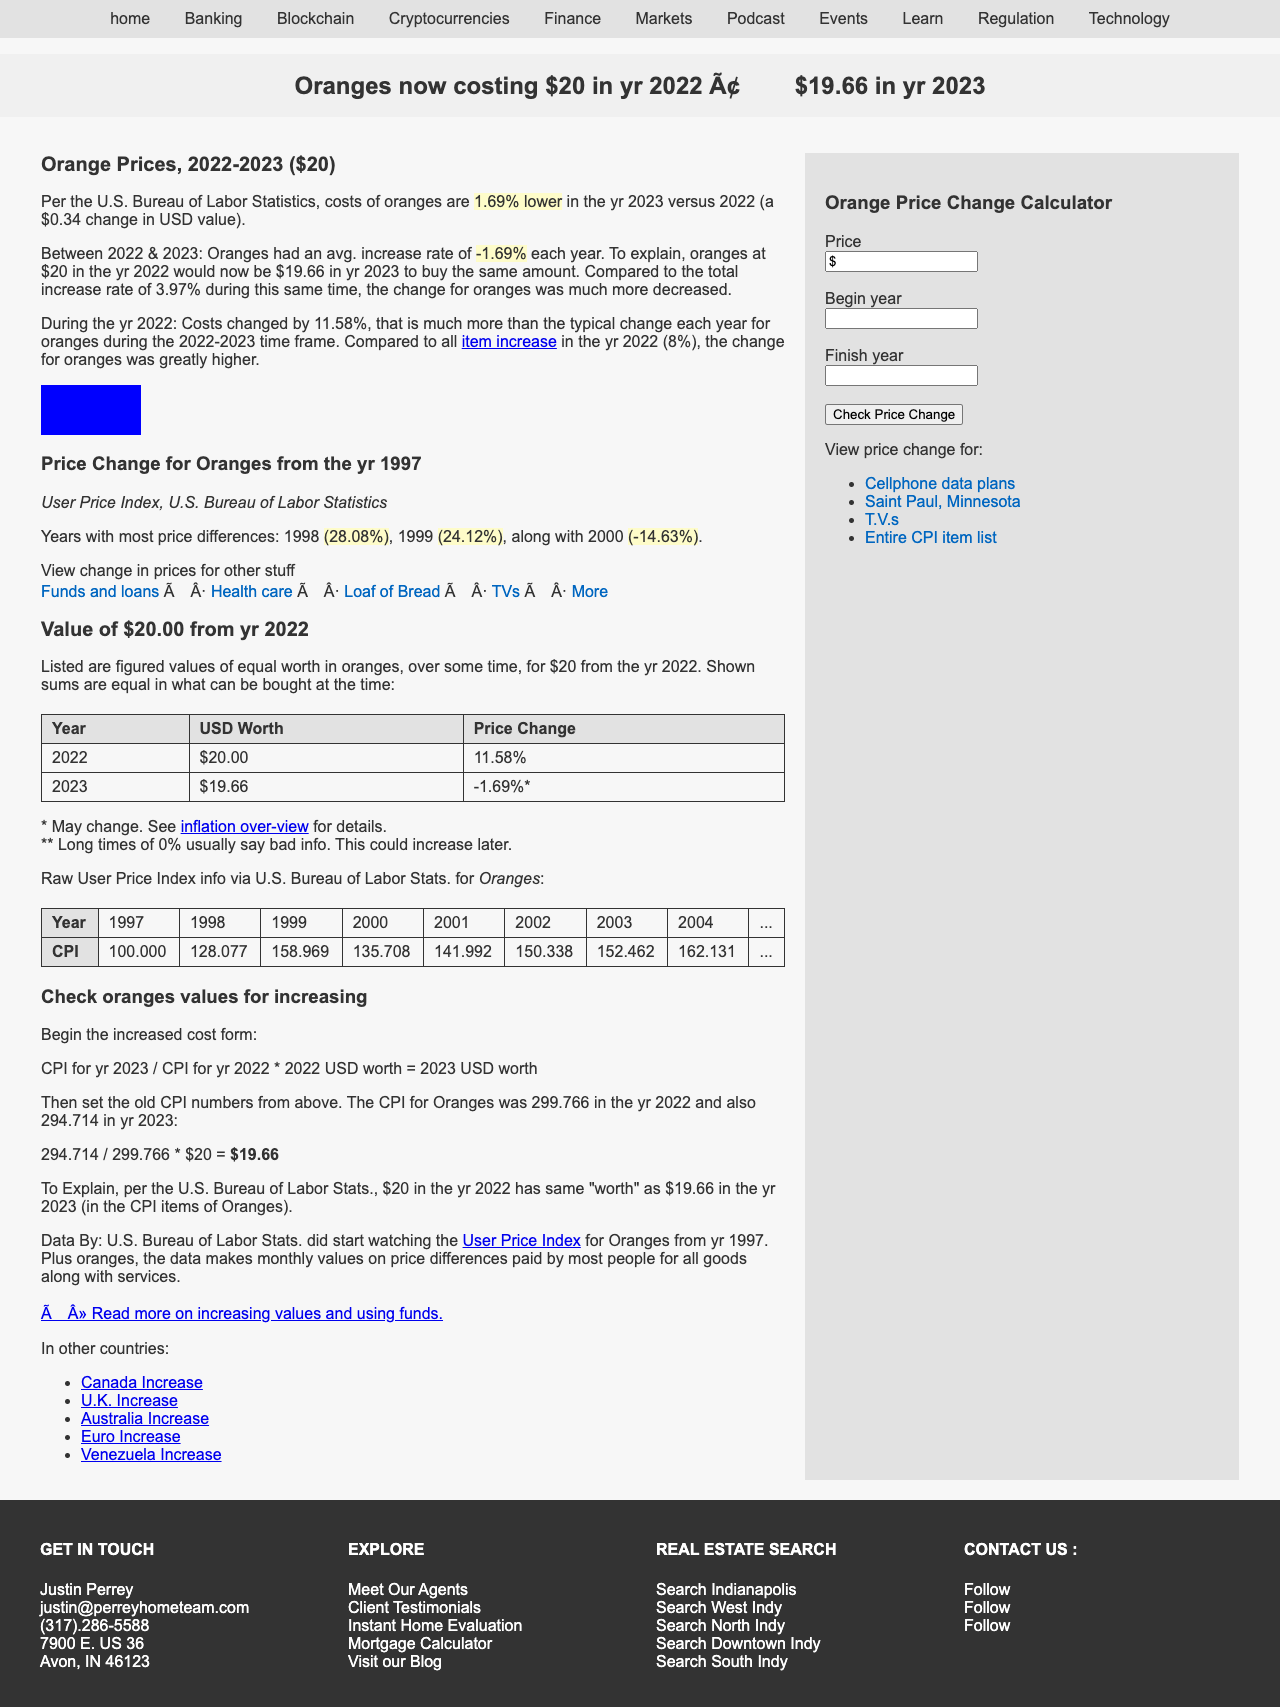 home Banking Blockchain Cryptocurrencies Finance Markets Podcast Events Learn Regulation Technology
Oranges now costing $20 in yr 2022 Ã¢ $19.66 in yr 2023
Orange Prices, 2022-2023 ($20)
Per the U.S. Bureau of Labor Statistics, costs of oranges are 1.69% lower in the yr 2023 versus 2022 (a
$0.34 change in USD value).
Between 2022 & 2023: Oranges had an avg. increase rate of -1.69% each year. To explain, oranges at
$20 in the yr 2022 would now be $19.66 in yr 2023 to buy the same amount. Compared to the total
increase rate of 3.97% during this same time, the change for oranges was much more decreased.
During the yr 2022: Costs changed by 11.58%, that is much more than the typical change each year for
oranges during the 2022-2023 time frame. Compared to all item increase in the yr 2022 (8%), the change
for oranges was greatly higher.
Price Change for Oranges from the yr 1997
User Price Index, U.S. Bureau of Labor Statistics
Years with most price differences: 1998 (28.08%), 1999 (24.12%), along with 2000 (-14.63%).
View change in prices for other stuff
Funds and loans Ã Â· Health care Ã Â· Loaf of Bread Ã Â· TVs Ã Â· More
Value of $20.00 from yr 2022
Listed are figured values of equal worth in oranges, over some time, for $20 from the yr 2022. Shown
sums are equal in what can be bought at the time:
Year USD Worth Price Change
2022 $20.00 11.58%
2023 $19.66 -1.69%*
* May change. See inflation over-view for details.
** Long times of 0% usually say bad info. This could increase later.
Raw User Price Index info via U.S. Bureau of Labor Stats. for Oranges:
Year 1997 1998 1999 2000 2001 2002 2003 2004 ...
CPI 100.000 128.077 158.969 135.708 141.992 150.338 152.462 162.131 ...
Check oranges values for increasing
Begin the increased cost form:
CPI for yr 2023 / CPI for yr 2022 * 2022 USD worth = 2023 USD worth
Then set the old CPI numbers from above. The CPI for Oranges was 299.766 in the yr 2022 and also
294.714 in yr 2023:
294.714 / 299.766 * $20 = $19.66
To Explain, per the U.S. Bureau of Labor Stats., $20 in the yr 2022 has same "worth" as $19.66 in the yr
2023 (in the CPI items of Oranges).
Data By: U.S. Bureau of Labor Stats. did start watching the User Price Index for Oranges from yr 1997.
Plus oranges, the data makes monthly values on price differences paid by most people for all goods
along with services.
Ã Â» Read more on increasing values and using funds.
In other countries:
Canada Increase
U.K. Increase
Australia Increase
Euro Increase
Venezuela Increase
Orange Price Change Calculator
Price
$
Begin year
Finish year
Check Price Change
View price change for:
Cellphone data plans
Saint Paul, Minnesota
T.V.s
Entire CPI item list
GET IN TOUCH
Justin Perrey
justin@perreyhometeam.com
(317).286-5588
7900 E. US 36
Avon, IN 46123
EXPLORE
Meet Our Agents
Client Testimonials
Instant Home Evaluation
Mortgage Calculator
Visit our Blog
REAL ESTATE SEARCH
Search Indianapolis
Search West Indy
Search North Indy
Search Downtown Indy
Search South Indy
CONTACT US :
Follow
Follow
Follow